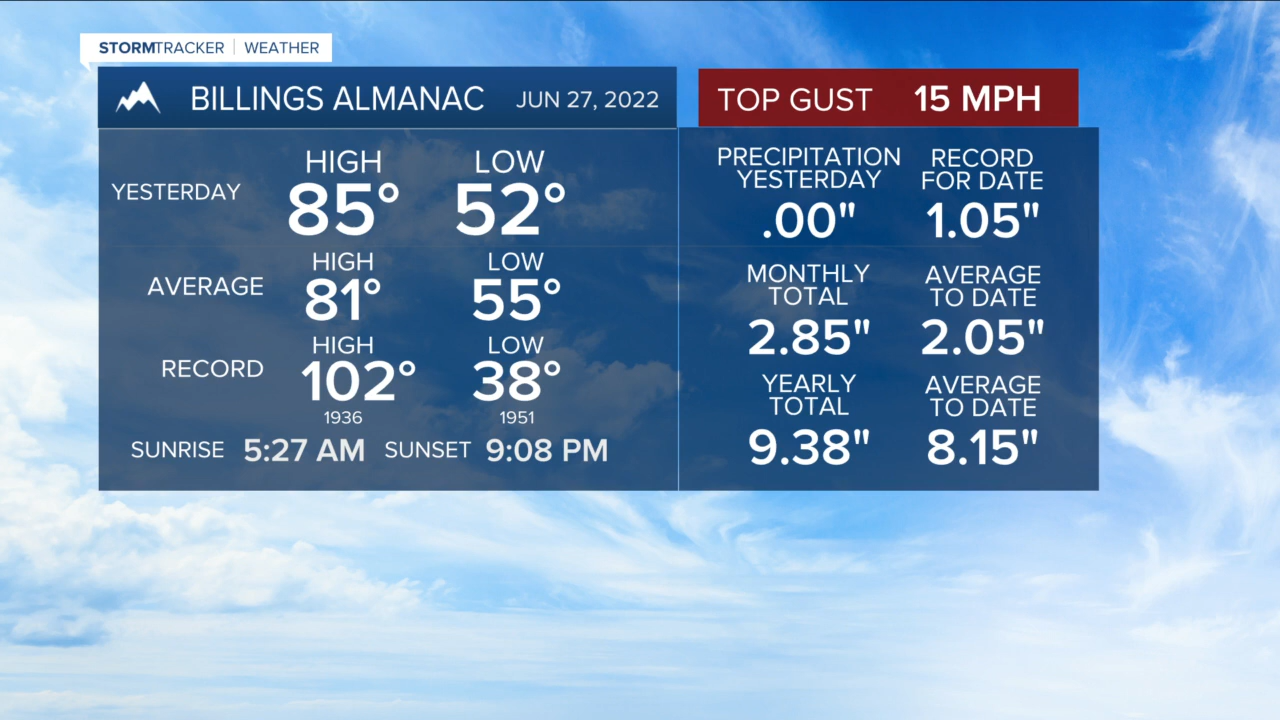 STORMTRACKER | WEATHER
BILLINGS ALMANAC JUN 27, 2022
HIGH LOW
YESTERDAY 85° 52°
HIGH LOW
AVERAGE 81° 55°
HIGH LOW
RECORD 102° 38°
1936 1951
SUNRISE 5:27 AM SUNSET 9:08 PM
TOP GUST 15 MPH
PRECIPITATION RECORD
YESTERDAY FOR DATE
.00" 1.05"
MONTHLY AVERAGE
TOTAL TO DATE
2.85" 2.05"
YEARLY AVERAGE
TOTAL TO DATE
9.38" 8.15"